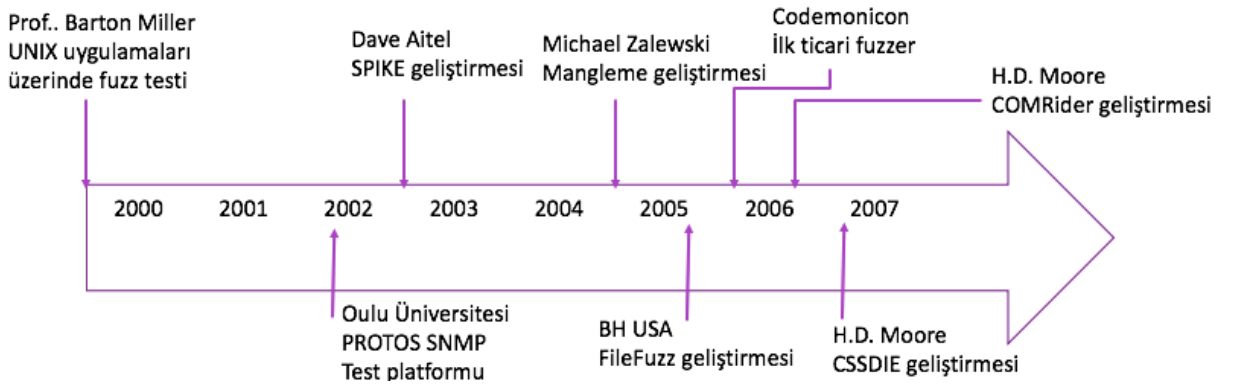 Prof.. Barton Miller
UNIX uygulamaları
üzerinde fuzz testi
Dave Aitel
SPIKE geliştirmesi
Michael Zalewski
Mangleme geliştirmesi
Codemonicon
İlk ticari fuzzer
H.D. Moore
COMRider geliştirmesi
2000 2001 2002 2003 2004 2005 2006 2007
Oulu Üniversitesi
PROTOS SNMP
Test platformu
BH USA
FileFuzz geliştirmesi
H.D. Moore
CSSDIE geliştirmesi